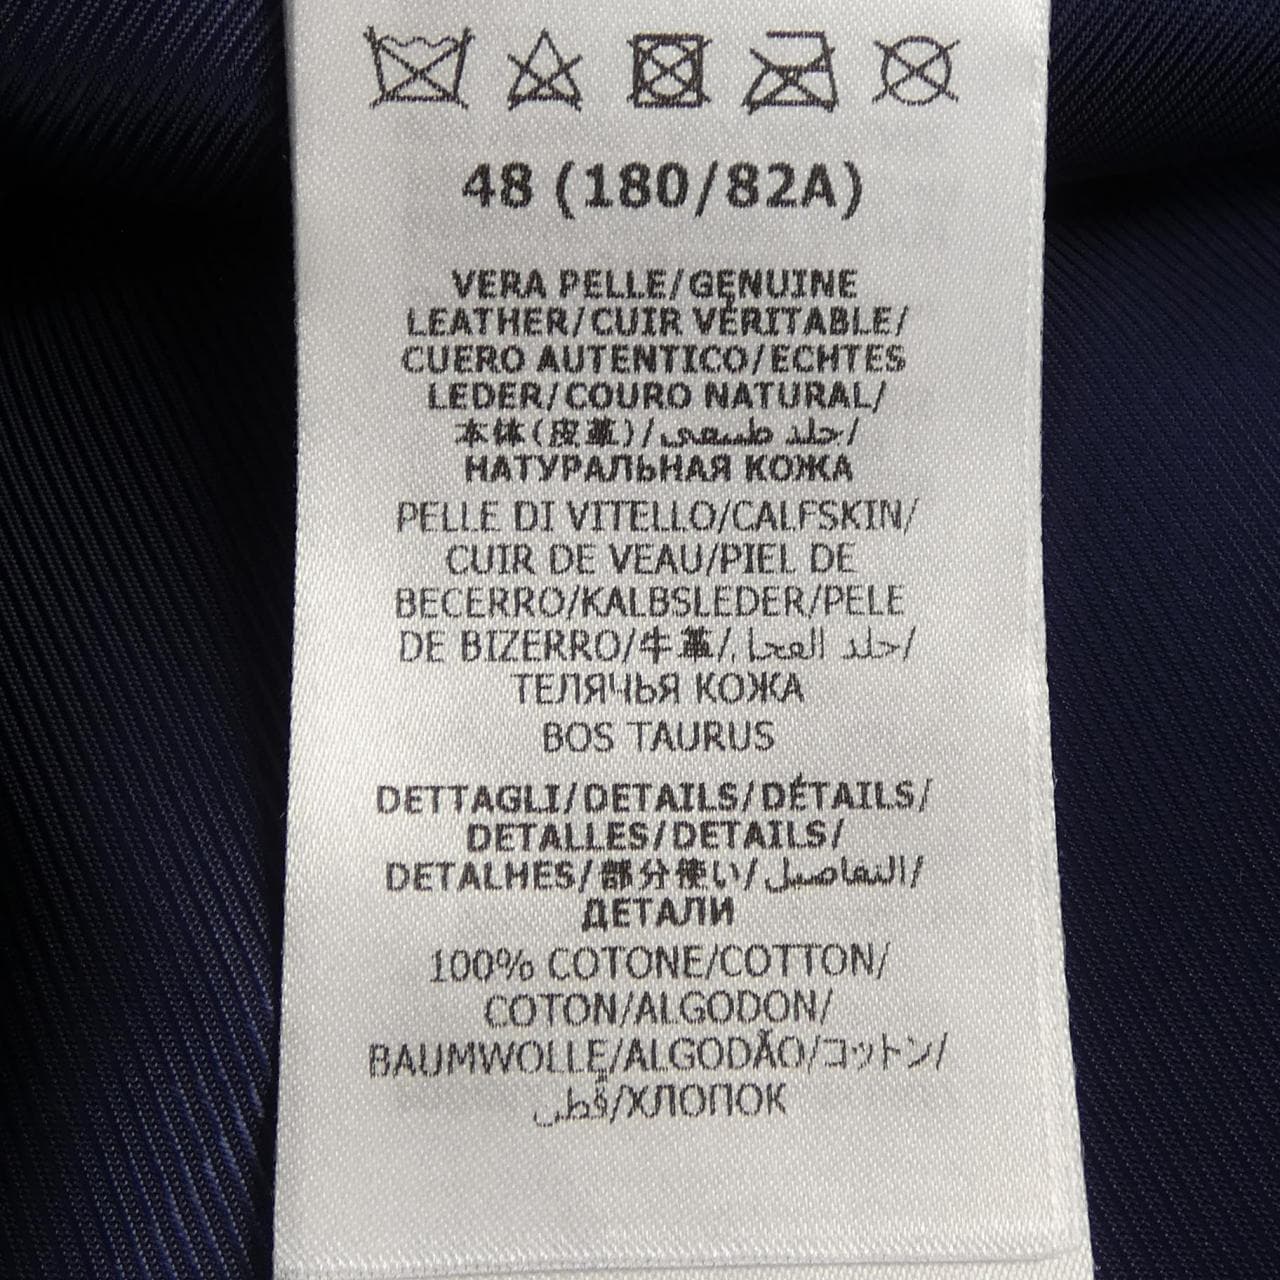 48 (180/82A)
VERA PELLE/GENUINE
LEATHER/CUIR VÉRITABLE/
CUERO AUTENTICO/ECHTES
LEDER/COURO NATURAL/
本体(皮革)/جلد طبيعى/
НАТУРАЛЬНАЯ КОЖА
PELLE DI VITELLO/CALFSKIN/
CUIR DE VEAU/PIEL DE
BECERRO/KALBSLEDER/PELE
DE BIZERRO/牛革/جلد العجل/
ТЕЛЯЧЬЯ КОЖА
BOS TAURUS
DETTAGLI/DETAILS/DÉTAILS/
DETALLES/DETAILS/
DETALHES/部分使い/التفاصيل/
ДЕТАЛИ
100% COTONE/COTTON/
COTON/ALGODON/
BAUMWOLLE/ALGODÃO/コットン/
قطن/ХЛОПОК